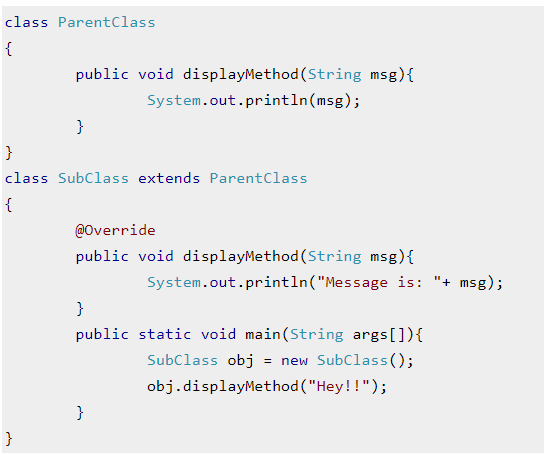 class ParentClass
{
public void displayMethod(String msg){
System.out.println(msg);
}
}
class SubClass extends ParentClass
{
@Override
public void displayMethod(String msg){
System.out.println("Message is: "+ msg);
}
public static void main(String args[]){
SubClass obj = new SubClass();
obj.displayMethod("Hey!!");
}
}